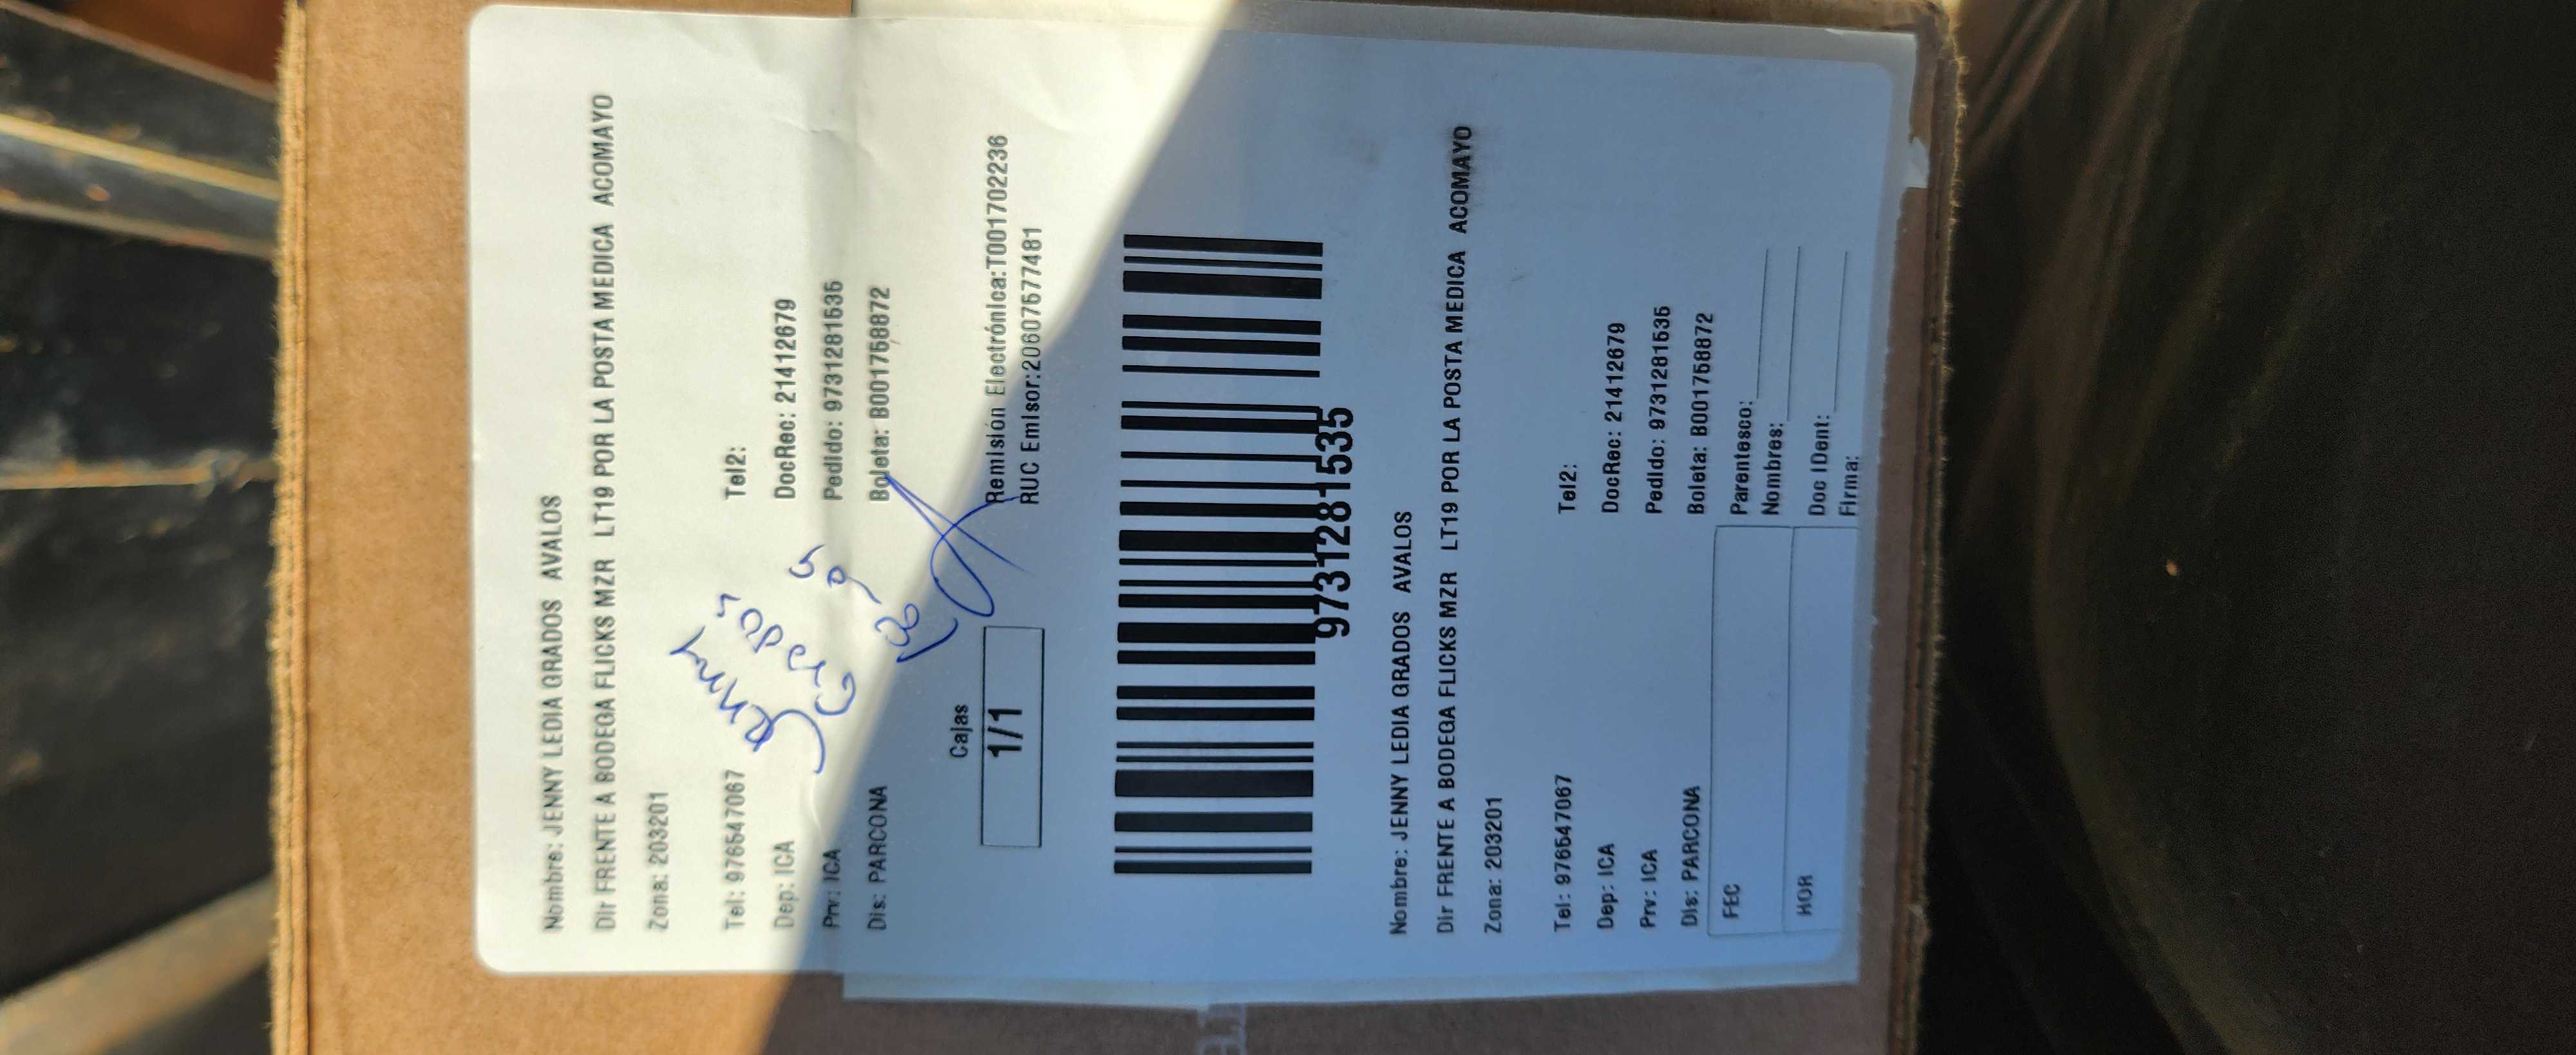 Nombre: JENNY LEDIA GRADOS AVALOS
Dir FRENTE A BODEGA FLICKS MZR LT19 POR LA POSTA MEDICA ACOMAYO
Zona: 203201
Tel: 976547067 Tel2:
Dep: ICA DocRec: 21412679
Prv: ICA Pedido: 9731281535
Dis: PARCONA Boleta: B001758872
Jenny
Grados
Cajas
1/1
Remisión Electrónica:T001702236
RUC Emisor:20607577481
9731281535
Nombre: JENNY LEDIA GRADOS AVALOS
Dir FRENTE A BODEGA FLICKS MZR LT19 POR LA POSTA MEDICA ACOMAYO
Zona: 203201
Tel: 976547067 Tel2:
Dep: ICA DocRec: 21412679
Prv: ICA Pedido: 9731281535
Dis: PARCONA Boleta: B001758872
FEC Parentesco:
Nombres:
HOR Doc IDent:
Firma: